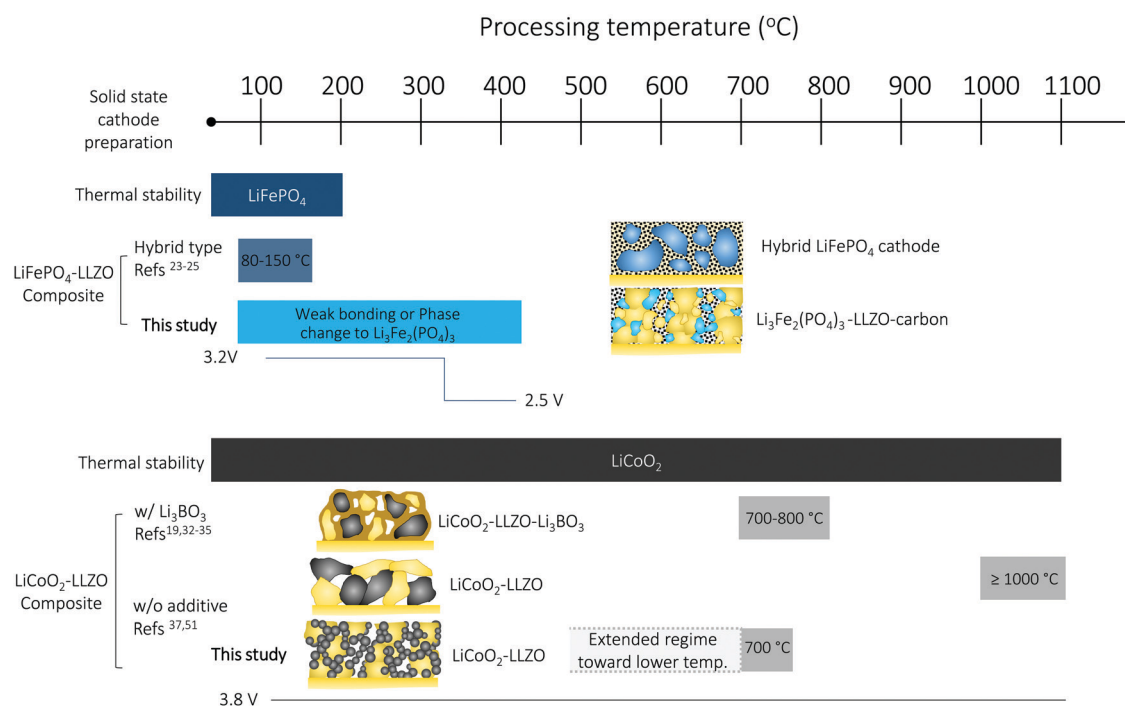 Processing temperature (°C)
Solid state
cathode
preparation
100 200 300 400 500 600 700 800 900 1000 1100
Thermal stability
LiFePO₄
LiFePO₄-LLZO
Composite
Hybrid type
Refs ²³⁻²⁵
80-150 °C
Hybrid LiFePO₄ cathode
This study
Weak bonding or Phase
change to Li₃Fe₂(PO₄)₃
Li₃Fe₂(PO₄)₃ -LLZO-carbon
3.2V
2.5 V
Thermal stability
LiCoO₂
LiCoO₂-LLZO
Composite
w/ Li₃BO₃
Refs¹⁹,³²⁻³⁵
LiCoO₂-LLZO-Li₃BO₃
700-800 °C
w/o additive
Refs ³⁷,⁵¹
LiCoO₂-LLZO
≥ 1000 °C
This study
LiCoO₂-LLZO
Extended regime
toward lower temp.
700 °C
3.8 V